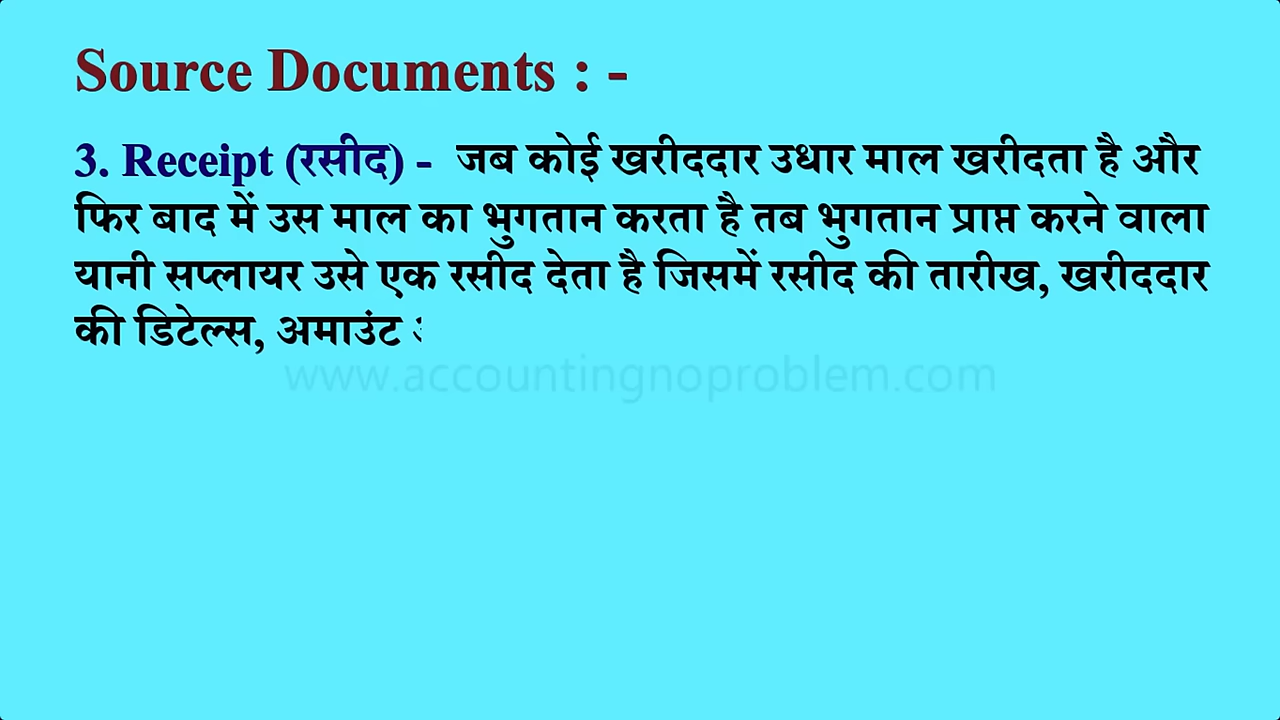 Source Documents : -
3. Receipt (रसीद) - जब कोई खरीददार उधार माल खरीदता है और
फिर बाद में उस माल का भुगतान करता है तब भुगतान प्राप्त करने वाला
यानी सप्लायर उसे एक रसीद देता है जिसमें रसीद की तारीख, खरीददार
की डिटेल्स, अमाउंट
www.accountingnoproblem.com